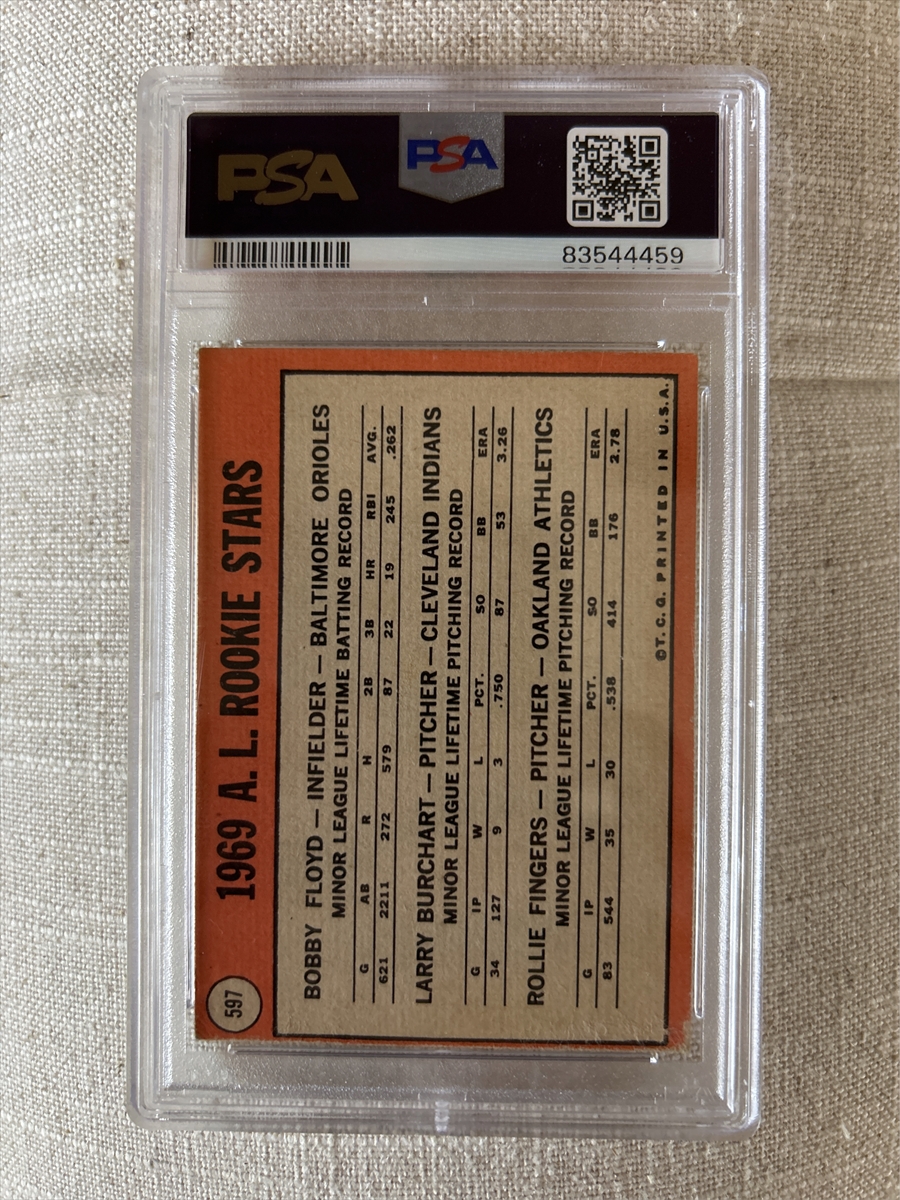 PSA
PSA
83544459
597
1969 A. L. ROOKIE STARS
BOBBY FLOYD — INFIELDER — BALTIMORE ORIOLES
MINOR LEAGUE LIFETIME BATTING RECORD
G AB R H 2B 3B HR RBI AVG.
621 2211 272 579 87 22 19 245 .262
LARRY BURCHART — PITCHER — CLEVELAND INDIANS
MINOR LEAGUE LIFETIME PITCHING RECORD
G IP W L PCT. SO BB ERA
34 127 9 3 .750 87 53 3.26
ROLLIE FINGERS — PITCHER — OAKLAND ATHLETICS
MINOR LEAGUE LIFETIME PITCHING RECORD
G IP W L PCT. SO BB ERA
83 544 35 30 .538 414 176 2.78
©T. C. G. PRINTED IN U.S.A.